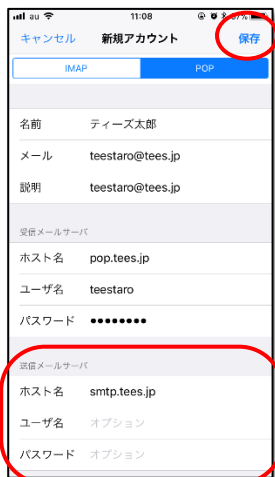 au 11:08 37%
キャンセル 新規アカウント 保存
IMAP POP
名前 ティーズ太郎
メール teestaro@tees.jp
説明 teestaro@tees.jp
受信メールサーバ
ホスト名 pop.tees.jp
ユーザ名 teestaro
パスワード ●●●●●●●●
送信メールサーバ
ホスト名 smtp.tees.jp
ユーザ名 オプション
パスワード オプション